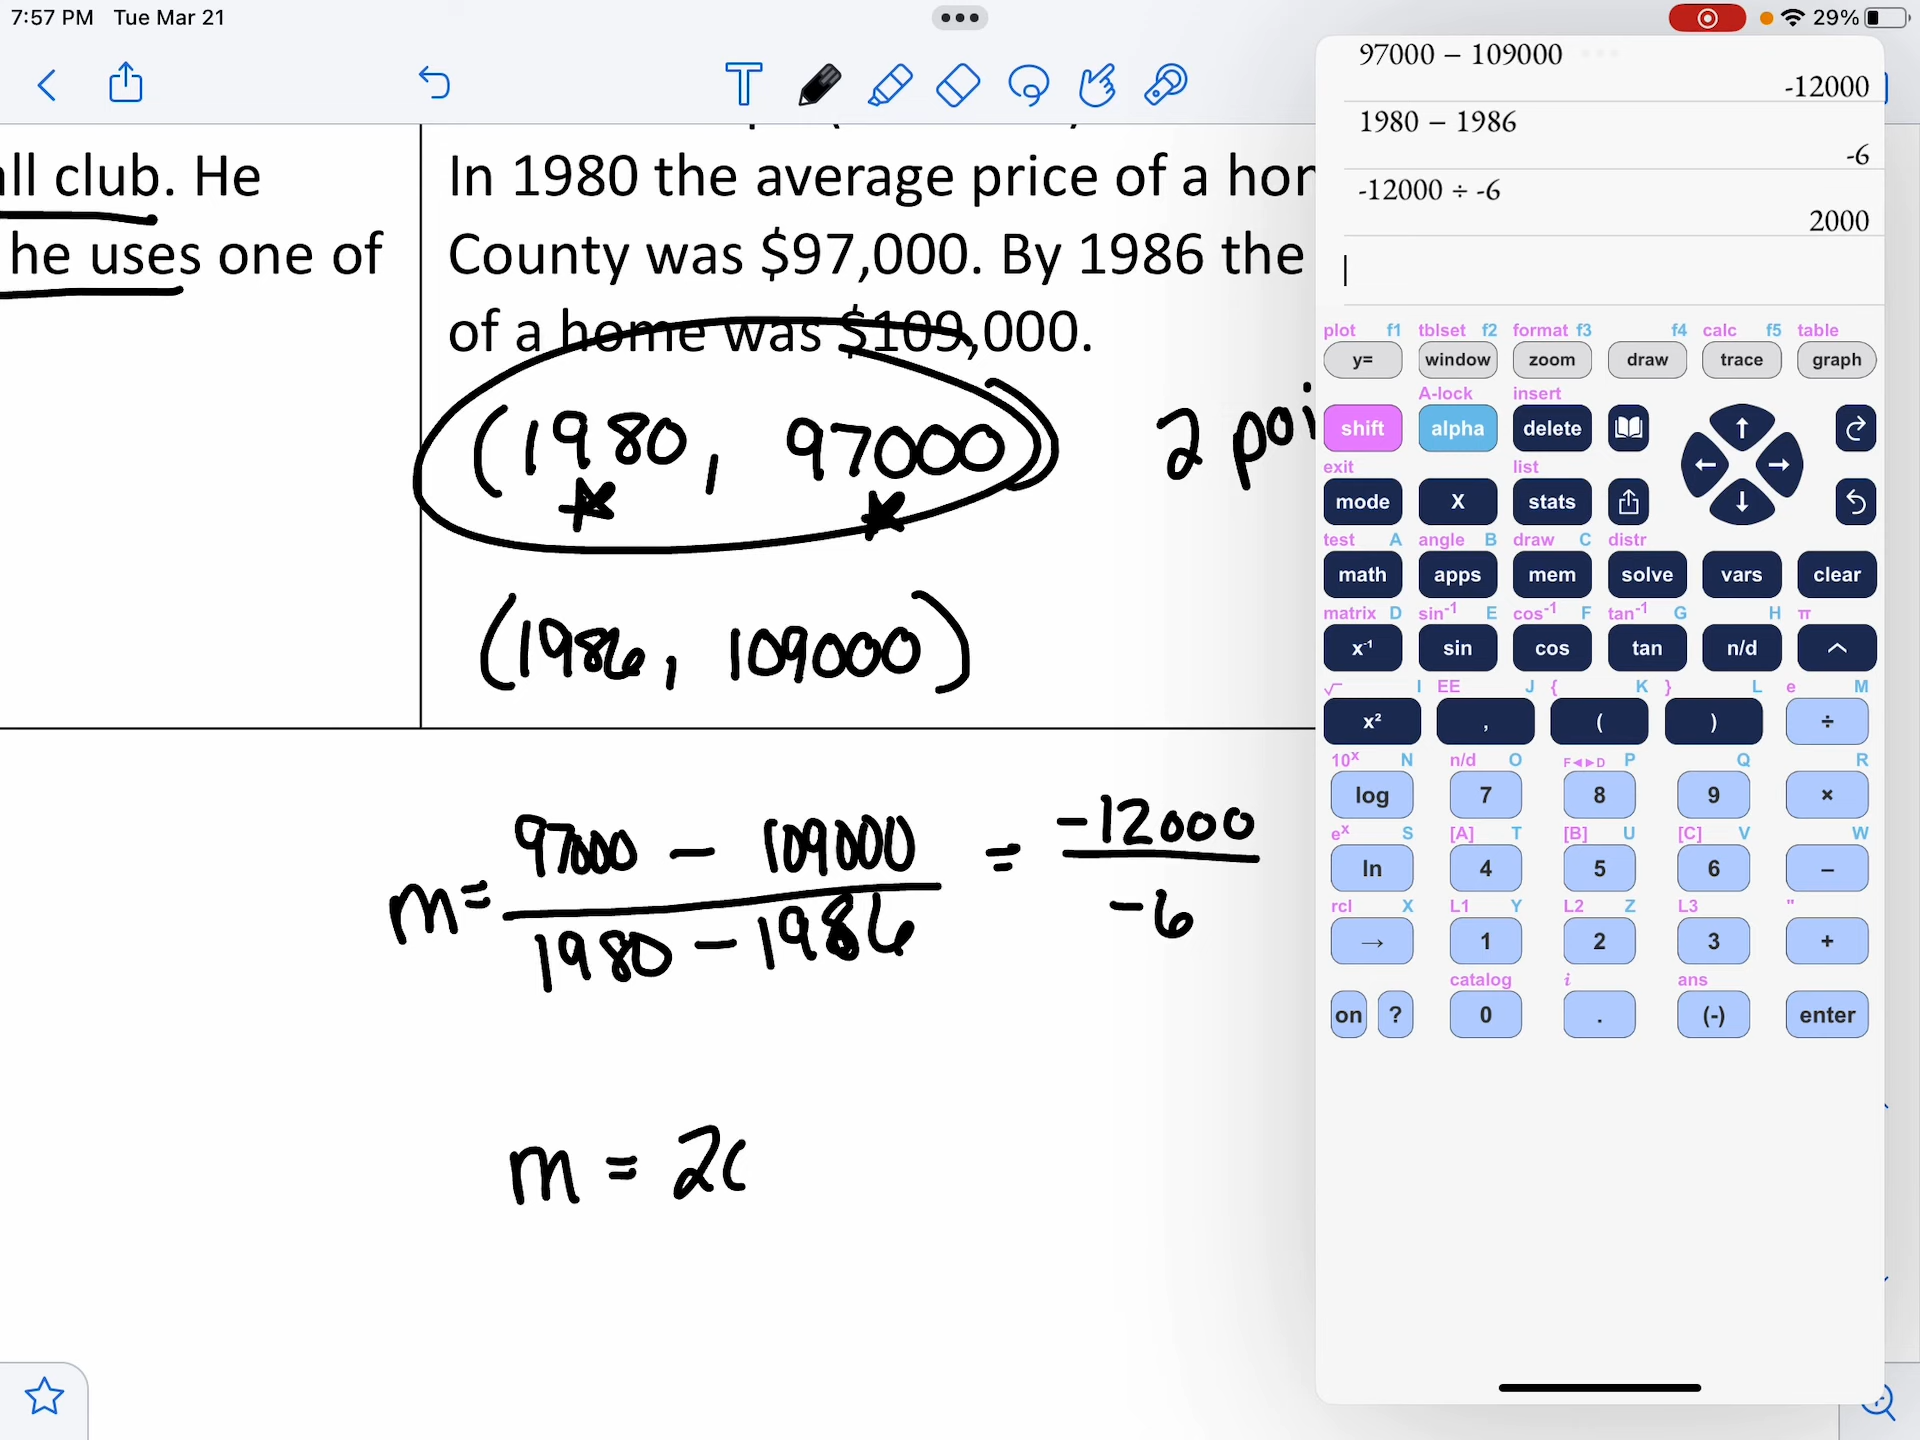 7:57 PM Tue Mar 21
29%
all club. He
he uses one of
In 1980 the average price of a hom
County was $97,000. By 1986 the
of a home was $109,000.
(1980, 97000)
2 poi
(1986, 109000)
m = 97000 - 109000 = -12000
1980 - 1986 -6
m = 20
97000 – 109000
-12000
1980 – 1986
-6
-12000 ÷ -6
2000
plot f1 tblset f2 format f3 f4 calc f5 table
y= window zoom draw trace graph
A-lock insert
shift alpha delete
exit list
mode X stats
test A angle B draw C distr
math apps mem solve vars clear
matrix D sin-1 E cos-1 F tan-1 G H π
x-1 sin cos tan n/d ^
√ I EE J { K } L e M
x² , ( ) ÷
10x N n/d O F◄►D P Q R
log 7 8 9 ×
ex S [A] T [B] U [C] V W
ln 4 5 6 –
rcl X L1 Y L2 Z L3 "
→ 1 2 3 +
catalog i ans
on ? 0 . (-) enter